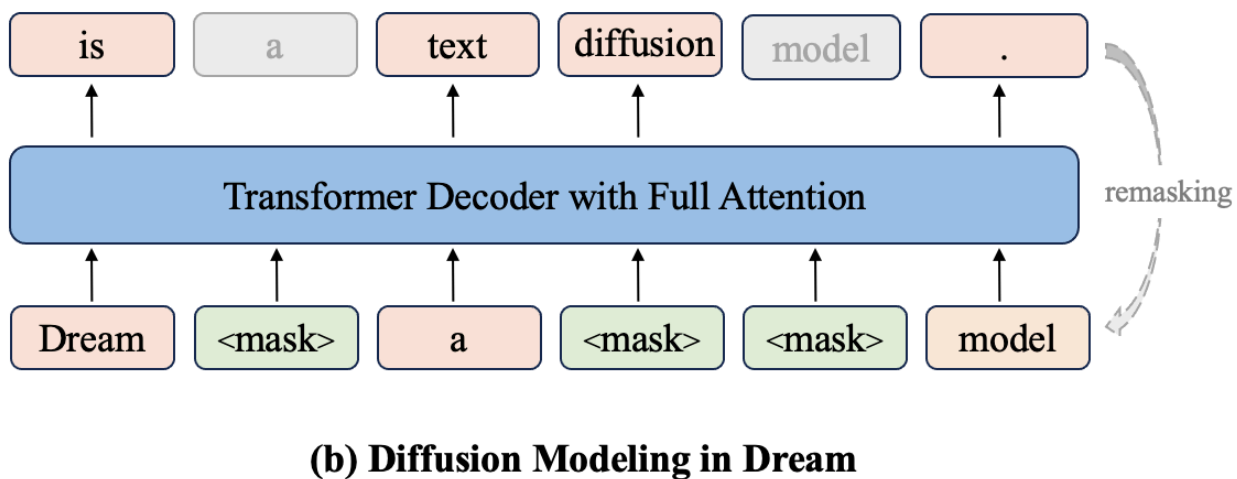 is a text diffusion model .
Transformer Decoder with Full Attention
remasking
Dream <mask> a <mask> <mask> model
(b) Diffusion Modeling in Dream